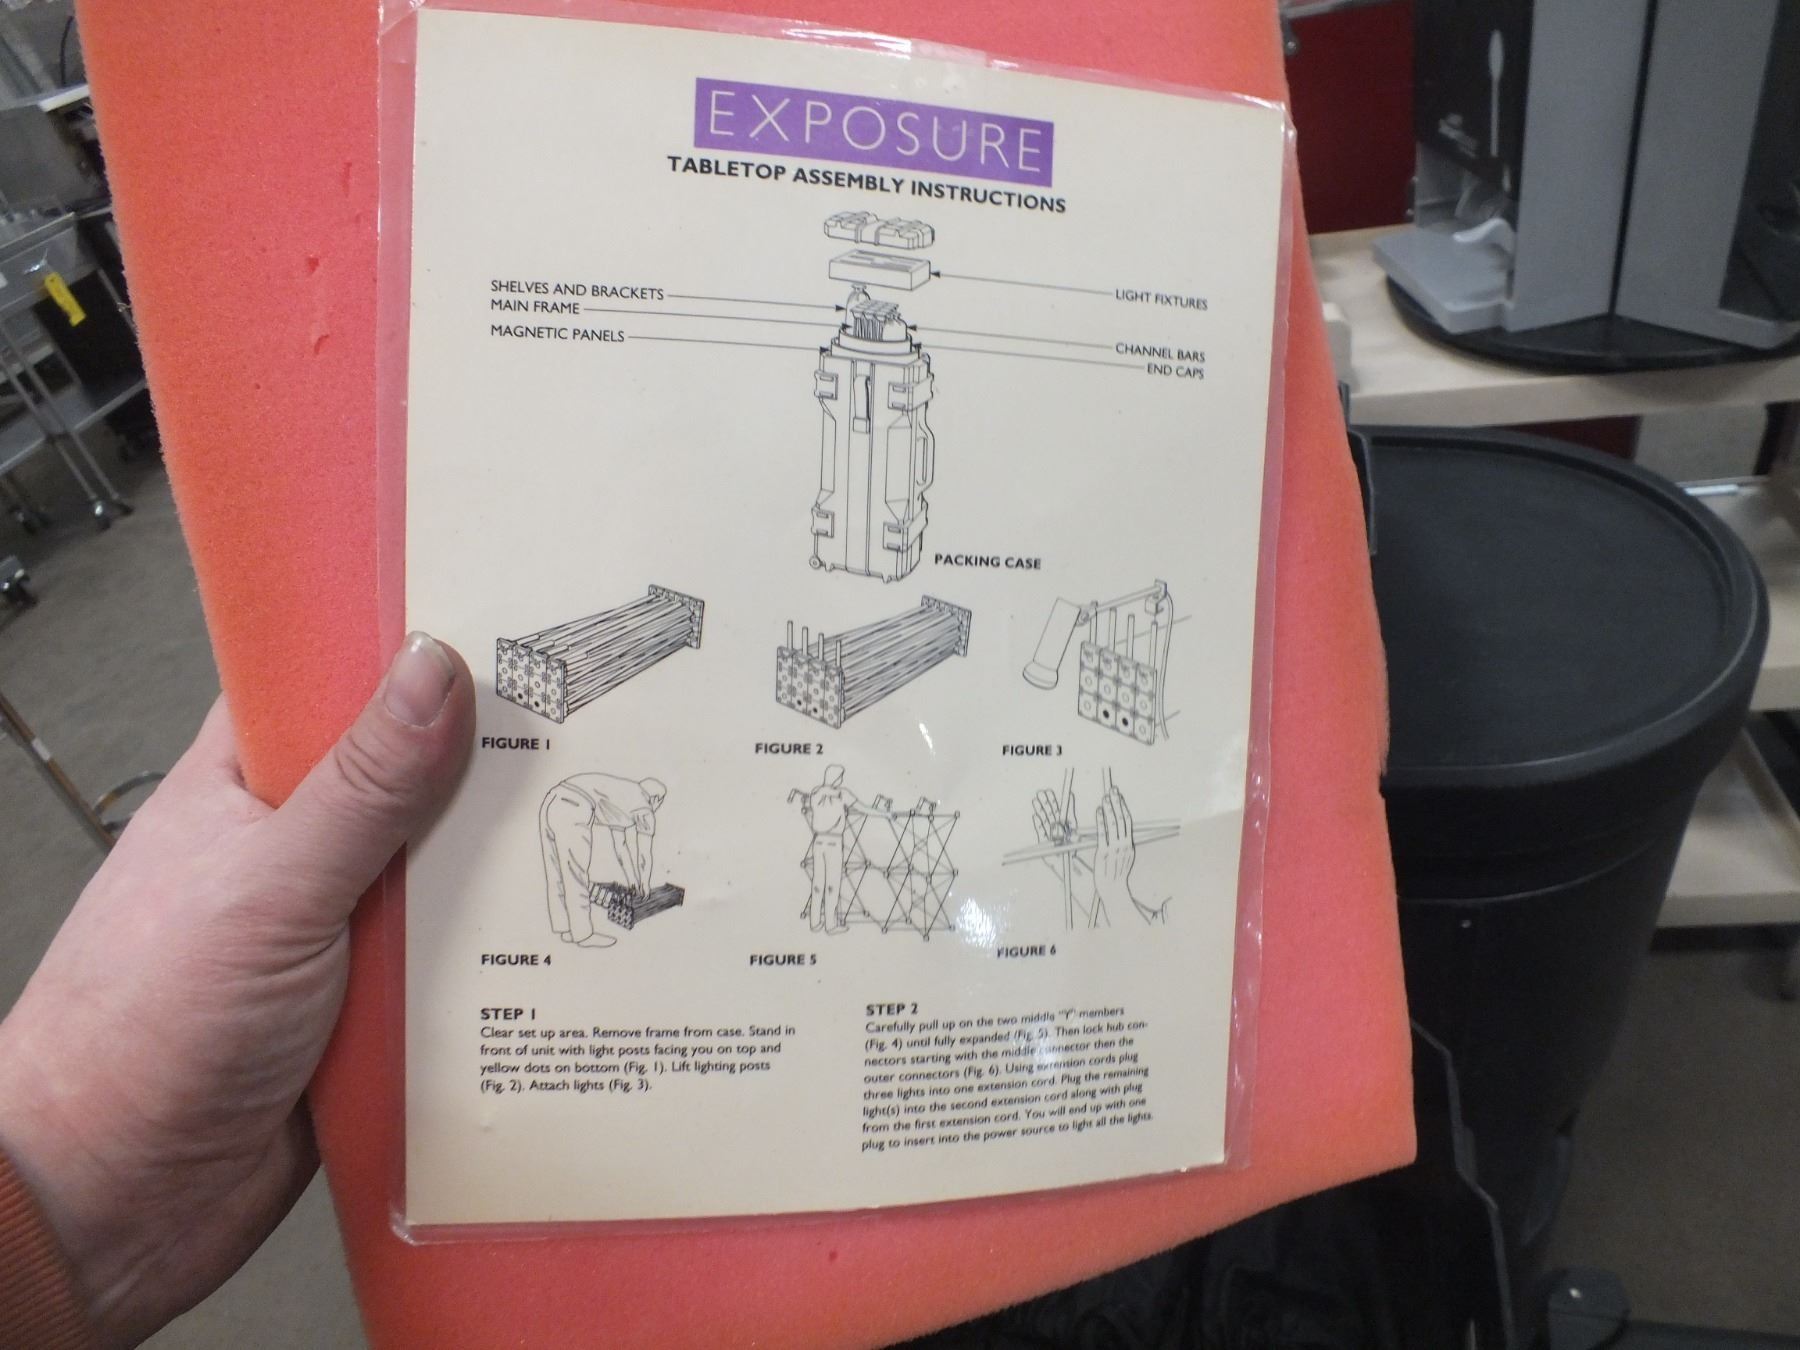 EXPOSURE
TABLETOP ASSEMBLY INSTRUCTIONS
SHELVES AND BRACKETS
MAIN FRAME
MAGNETIC PANELS
LIGHT FIXTURES
CHANNEL BARS
END CAPS
PACKING CASE
FIGURE 1
FIGURE 2
FIGURE 3
FIGURE 4
FIGURE 5
FIGURE 6
STEP 1
Clear set up area. Remove frame from case. Stand in
front of unit with light posts facing you on top and
yellow dots on bottom (Fig. 1). Lift lighting posts
(Fig. 2). Attach lights (Fig. 3).
STEP 2
Carefully pull up on the two middle "Y" members
(Fig. 4) until fully expanded (Fig. 5). Then lock hub con-
nectors starting with the middle connector then the
outer connectors (Fig. 6). Using extension cords plug
three lights into one extension cord. Plug the remaining
light(s) into the second extension cord along with plug
from the first extension cord. You will end up with one
plug to insert into the power source to light all the lights.